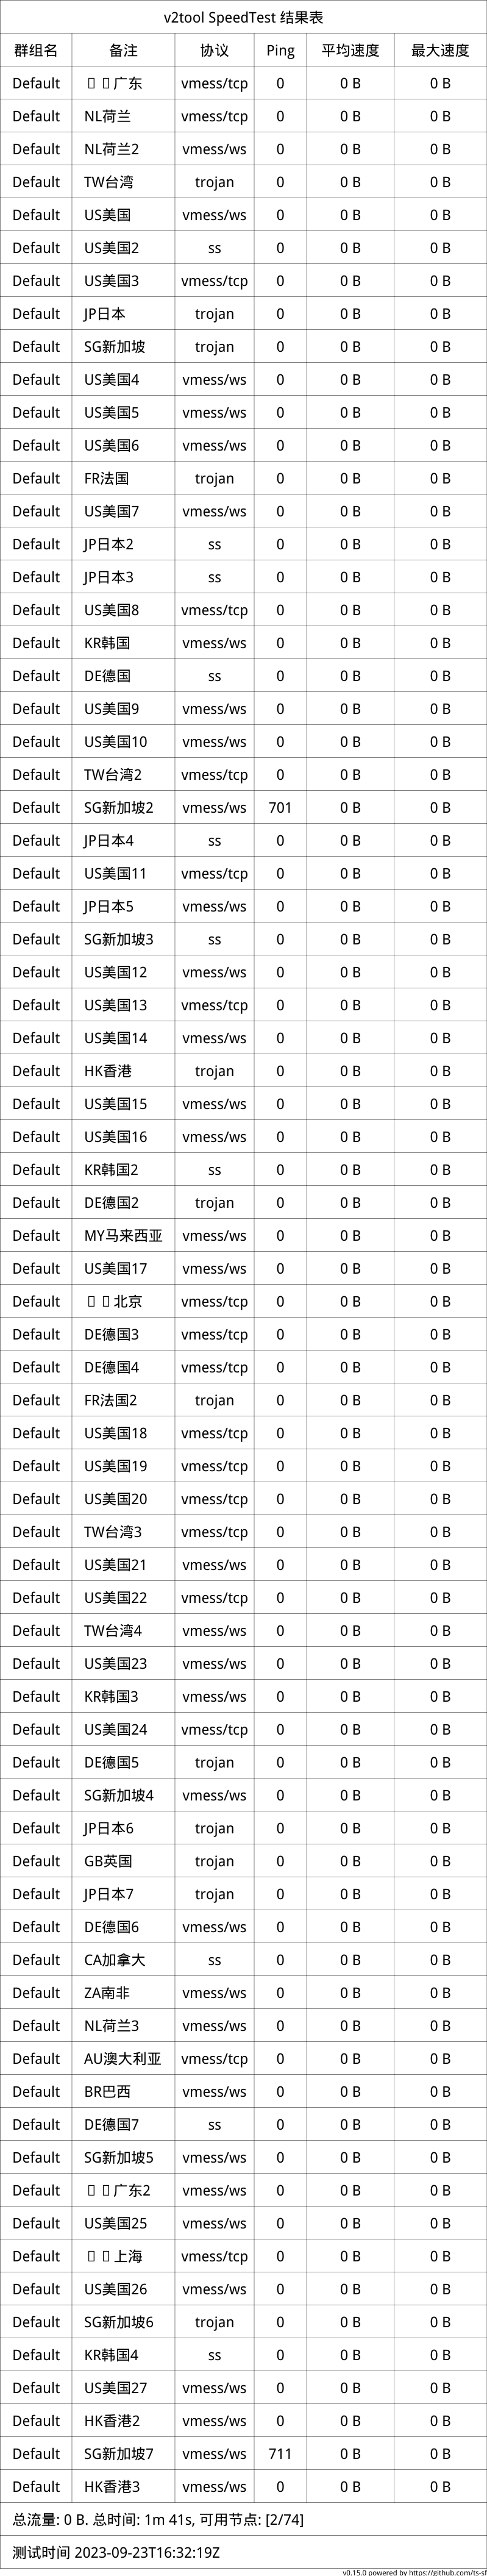 v2tool SpeedTest 结果表
群组名 备注 协议 Ping 平均速度 最大速度
Default 广东 vmess/tcp 0 0 B 0 B
Default NL荷兰 vmess/tcp 0 0 B 0 B
Default NL荷兰2 vmess/ws 0 0 B 0 B
Default TW台湾 trojan 0 0 B 0 B
Default US美国 vmess/ws 0 0 B 0 B
Default US美国2 ss 0 0 B 0 B
Default US美国3 vmess/tcp 0 0 B 0 B
Default JP日本 trojan 0 0 B 0 B
Default SG新加坡 trojan 0 0 B 0 B
Default US美国4 vmess/ws 0 0 B 0 B
Default US美国5 vmess/ws 0 0 B 0 B
Default US美国6 vmess/ws 0 0 B 0 B
Default FR法国 trojan 0 0 B 0 B
Default US美国7 vmess/ws 0 0 B 0 B
Default JP日本2 ss 0 0 B 0 B
Default JP日本3 ss 0 0 B 0 B
Default US美国8 vmess/tcp 0 0 B 0 B
Default KR韩国 vmess/ws 0 0 B 0 B
Default DE德国 ss 0 0 B 0 B
Default US美国9 vmess/ws 0 0 B 0 B
Default US美国10 vmess/ws 0 0 B 0 B
Default TW台湾2 vmess/tcp 0 0 B 0 B
Default SG新加坡2 vmess/ws 701 0 B 0 B
Default JP日本4 ss 0 0 B 0 B
Default US美国11 vmess/tcp 0 0 B 0 B
Default JP日本5 vmess/ws 0 0 B 0 B
Default SG新加坡3 ss 0 0 B 0 B
Default US美国12 vmess/ws 0 0 B 0 B
Default US美国13 vmess/tcp 0 0 B 0 B
Default US美国14 vmess/ws 0 0 B 0 B
Default HK香港 trojan 0 0 B 0 B
Default US美国15 vmess/ws 0 0 B 0 B
Default US美国16 vmess/ws 0 0 B 0 B
Default KR韩国2 ss 0 0 B 0 B
Default DE德国2 trojan 0 0 B 0 B
Default MY马来西亚 vmess/ws 0 0 B 0 B
Default US美国17 vmess/ws 0 0 B 0 B
Default 北京 vmess/tcp 0 0 B 0 B
Default DE德国3 vmess/tcp 0 0 B 0 B
Default DE德国4 vmess/tcp 0 0 B 0 B
Default FR法国2 trojan 0 0 B 0 B
Default US美国18 vmess/tcp 0 0 B 0 B
Default US美国19 vmess/tcp 0 0 B 0 B
Default US美国20 vmess/tcp 0 0 B 0 B
Default TW台湾3 vmess/tcp 0 0 B 0 B
Default US美国21 vmess/ws 0 0 B 0 B
Default US美国22 vmess/tcp 0 0 B 0 B
Default TW台湾4 vmess/ws 0 0 B 0 B
Default US美国23 vmess/ws 0 0 B 0 B
Default KR韩国3 vmess/ws 0 0 B 0 B
Default US美国24 vmess/tcp 0 0 B 0 B
Default DE德国5 trojan 0 0 B 0 B
Default SG新加坡4 vmess/ws 0 0 B 0 B
Default JP日本6 trojan 0 0 B 0 B
Default GB英国 trojan 0 0 B 0 B
Default JP日本7 trojan 0 0 B 0 B
Default DE德国6 vmess/ws 0 0 B 0 B
Default CA加拿大 ss 0 0 B 0 B
Default ZA南非 vmess/ws 0 0 B 0 B
Default NL荷兰3 vmess/ws 0 0 B 0 B
Default AU澳大利亚 vmess/tcp 0 0 B 0 B
Default BR巴西 vmess/ws 0 0 B 0 B
Default DE德国7 ss 0 0 B 0 B
Default SG新加坡5 vmess/ws 0 0 B 0 B
Default 广东2 vmess/ws 0 0 B 0 B
Default US美国25 vmess/ws 0 0 B 0 B
Default 上海 vmess/tcp 0 0 B 0 B
Default US美国26 vmess/ws 0 0 B 0 B
Default SG新加坡6 trojan 0 0 B 0 B
Default KR韩国4 ss 0 0 B 0 B
Default US美国27 vmess/ws 0 0 B 0 B
Default HK香港2 vmess/ws 0 0 B 0 B
Default SG新加坡7 vmess/ws 711 0 B 0 B
Default HK香港3 vmess/ws 0 0 B 0 B
总流量: 0 B. 总时间: 1m 41s, 可用节点: [2/74]
测试时间 2023-09-23T16:32:19Z
v0.15.0 powered by https://github.com/ts-sf